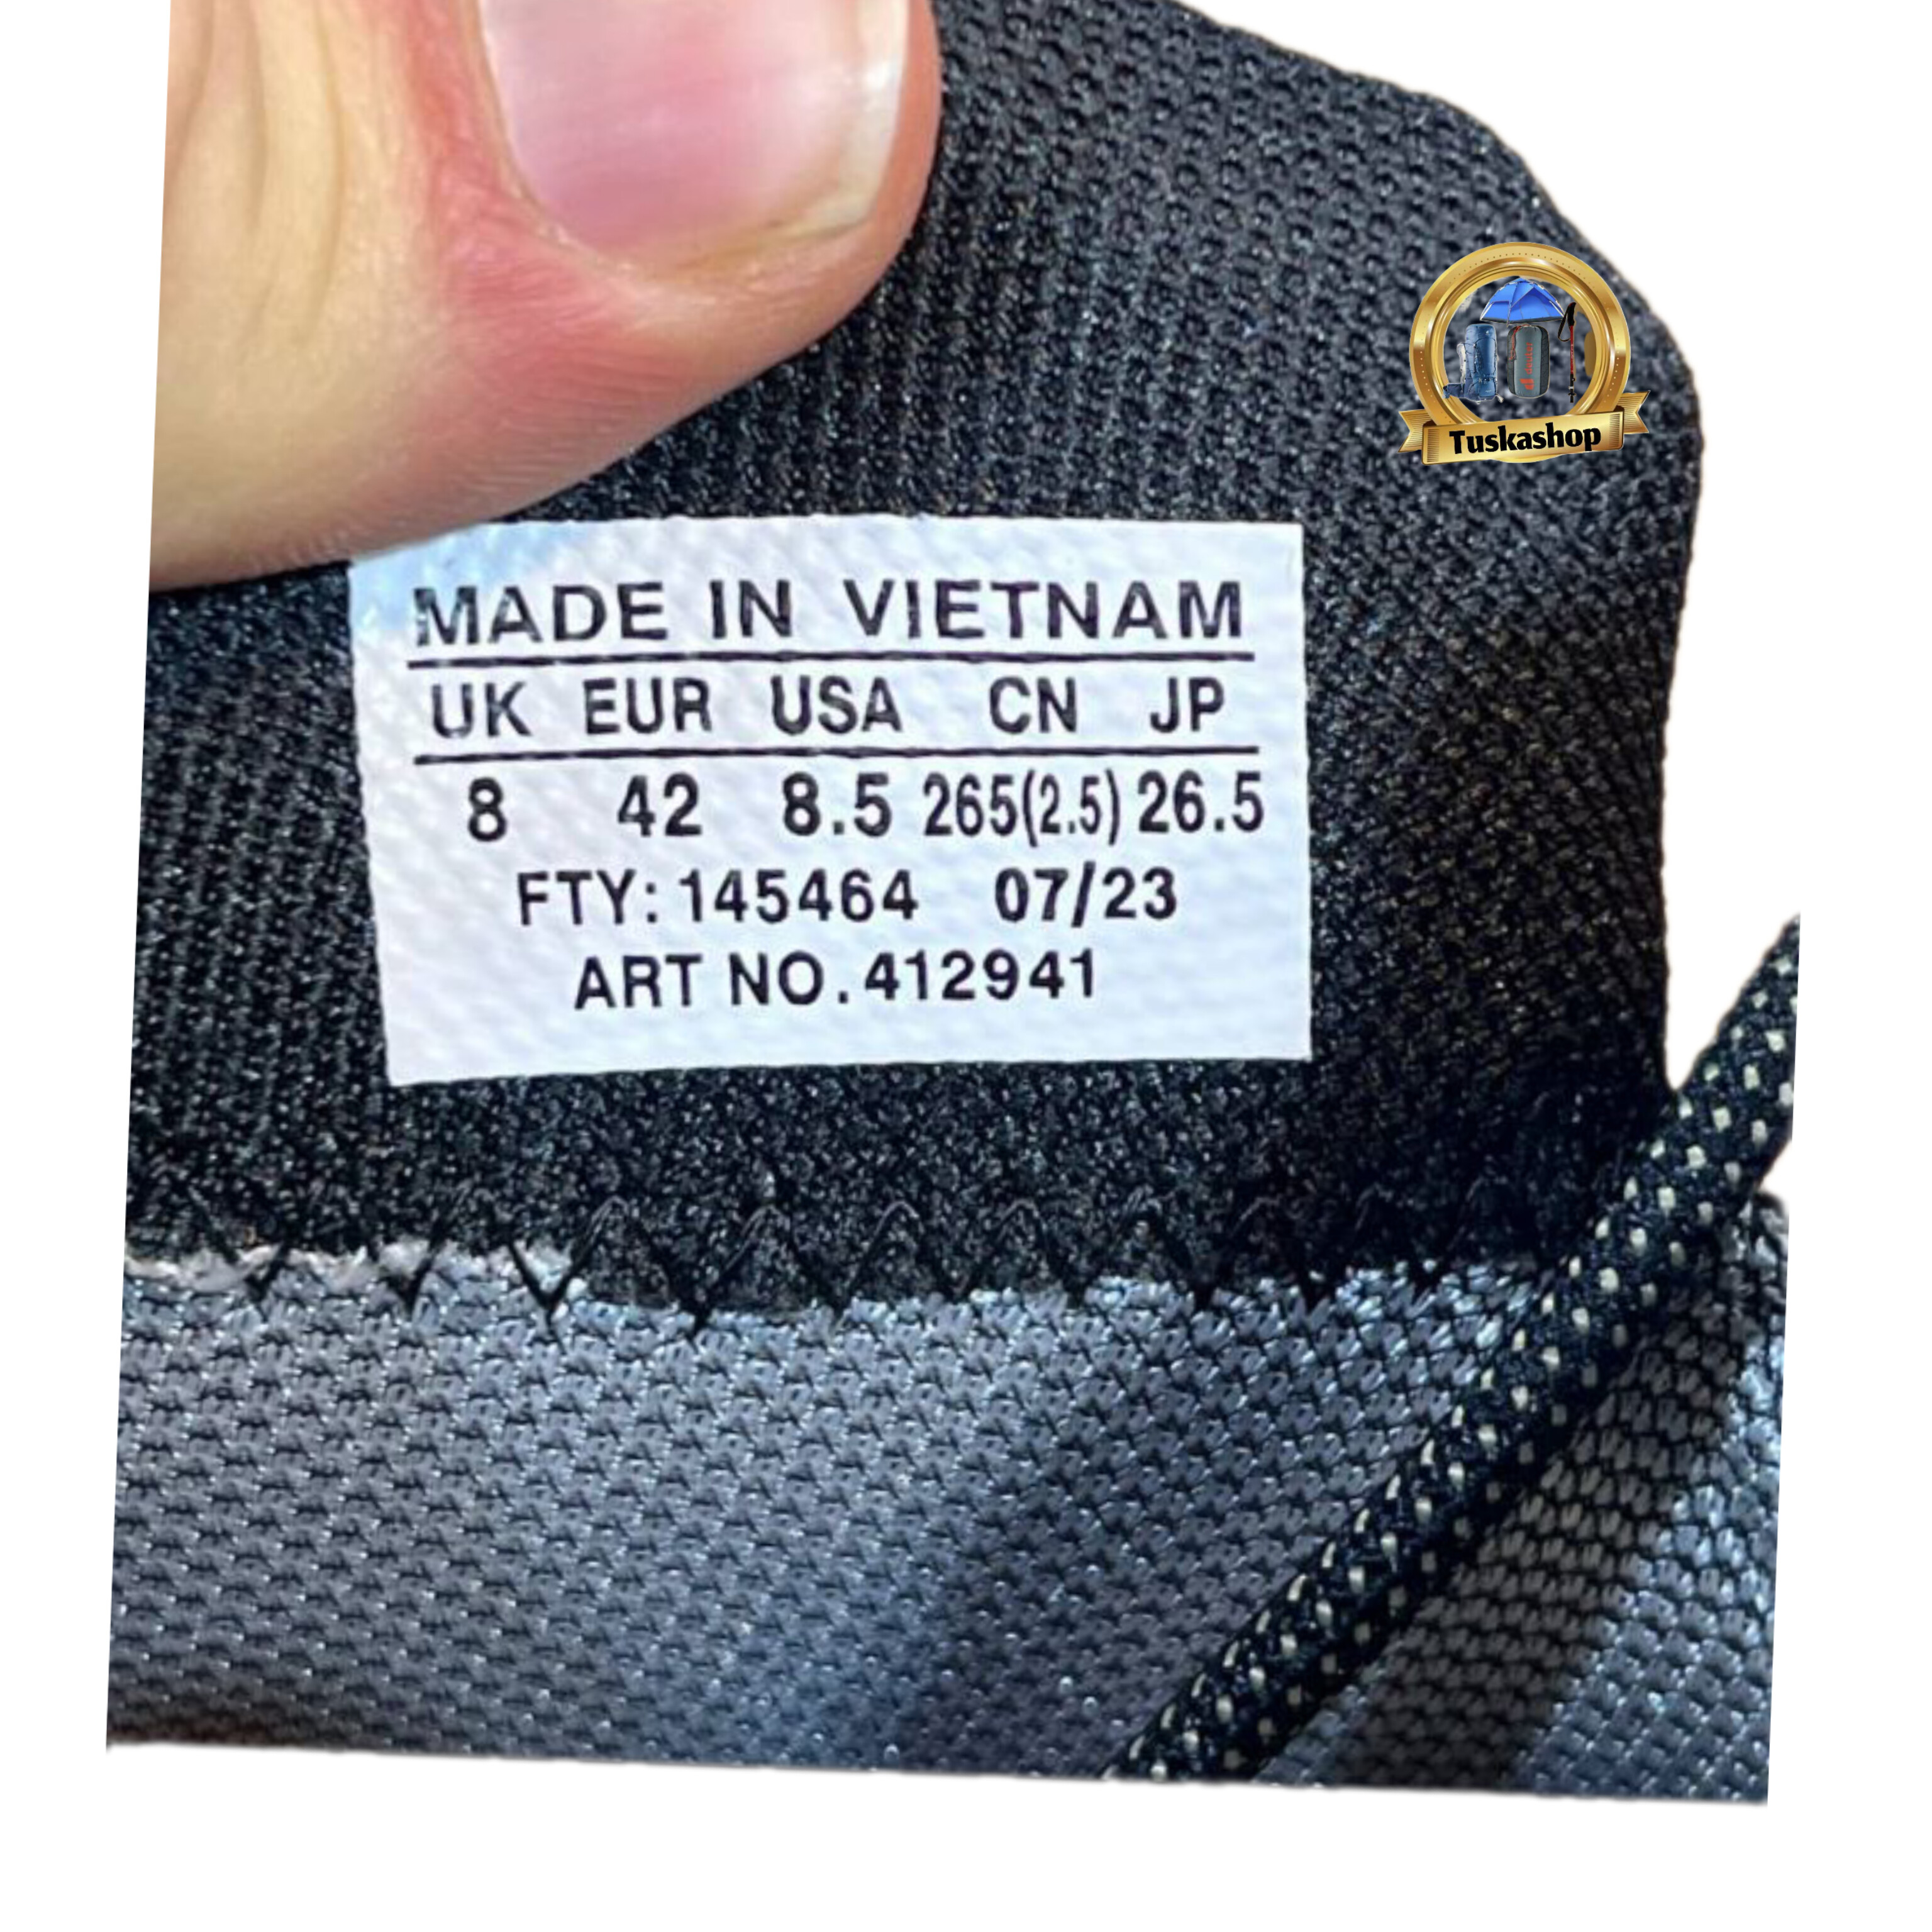 Tuskashop
MADE IN VIETNAM
UK EUR USA CN JP
8 42 8.5 265(2.5) 26.5
FTY: 145464 07/23
ART NO. 412941